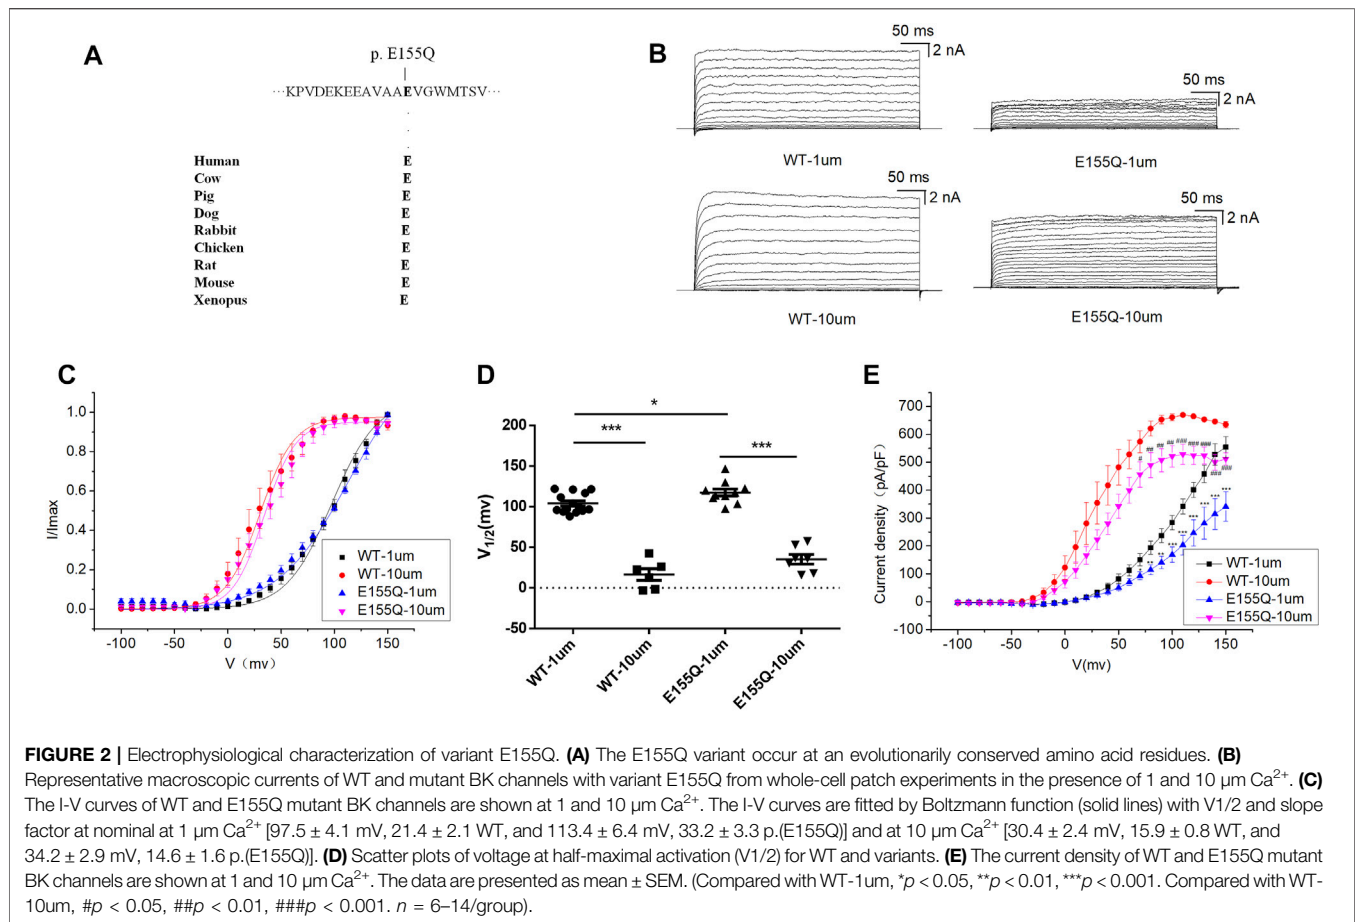 A
p. E155Q
···KPVDEKEEAVAAEVGWMTSV···
Human E
Cow E
Pig E
Dog E
Rabbit E
Chicken E
Rat E
Mouse E
Xenopus E
B
50 ms
2 nA
WT-1um
50 ms
2 nA
E155Q-1um
50 ms
2 nA
WT-10um
50 ms
2 nA
E155Q-10um
C
I/Imax
1.0
0.8
0.6
0.4
0.2
0.0
-100 -50 0 50 100 150
V（mv）
WT-1um
WT-10um
E155Q-1um
E155Q-10um
D
V1/2(mv)
200
150
100
50
0
-50
*
***
***
WT-1um
WT-10um
E155Q-1um
E155Q-10um
E
Current density（pA/pF）
700
600
500
400
300
200
100
0
-100
-100 -50 0 50 100 150
V(mv)
# ## ## ## ### ### ### ### ###
** *** *** *** *** *** ***
WT-1um
WT-10um
E155Q-1um
E155Q-10um
FIGURE 2 | Electrophysiological characterization of variant E155Q. (A) The E155Q variant occur at an evolutionarily conserved amino acid residues. (B)
Representative macroscopic currents of WT and mutant BK channels with variant E155Q from whole-cell patch experiments in the presence of 1 and 10 μm Ca2+. (C)
The I-V curves of WT and E155Q mutant BK channels are shown at 1 and 10 μm Ca2+. The I-V curves are fitted by Boltzmann function (solid lines) with V1/2 and slope
factor at nominal at 1 μm Ca2+ [97.5 ± 4.1 mV, 21.4 ± 2.1 WT, and 113.4 ± 6.4 mV, 33.2 ± 3.3 p.(E155Q)] and at 10 μm Ca2+ [30.4 ± 2.4 mV, 15.9 ± 0.8 WT, and
34.2 ± 2.9 mV, 14.6 ± 1.6 p.(E155Q)]. (D) Scatter plots of voltage at half-maximal activation (V1/2) for WT and variants. (E) The current density of WT and E155Q mutant
BK channels are shown at 1 and 10 μm Ca2+. The data are presented as mean ± SEM. (Compared with WT-1um, *p < 0.05, **p < 0.01, ***p < 0.001. Compared with WT-
10um, #p < 0.05, ##p < 0.01, ###p < 0.001. n = 6–14/group).